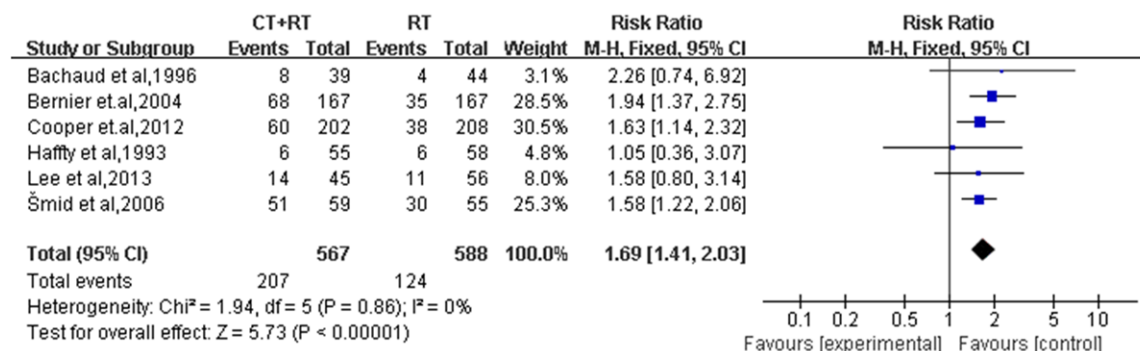 CT+RT RT Risk Ratio Risk Ratio
Study or Subgroup Events Total Events Total Weight M-H, Fixed, 95% CI M-H, Fixed, 95% CI
Bachaud et al,1996 8 39 4 44 3.1% 2.26 [0.74, 6.92]
Bernier et.al,2004 68 167 35 167 28.5% 1.94 [1.37, 2.75]
Cooper et.al,2012 60 202 38 208 30.5% 1.63 [1.14, 2.32]
Haffty et al,1993 6 55 6 58 4.8% 1.05 [0.36, 3.07]
Lee et al,2013 14 45 11 56 8.0% 1.58 [0.80, 3.14]
Šmid et al,2006 51 59 30 55 25.3% 1.58 [1.22, 2.06]
Total (95% CI) 567 588 100.0% 1.69 [1.41, 2.03]
Total events 207 124
Heterogeneity: Chi² = 1.94, df = 5 (P = 0.86); I² = 0%
Test for overall effect: Z = 5.73 (P < 0.00001)
0.1 0.2 0.5 1 2 5 10
Favours [experimental] Favours [control]